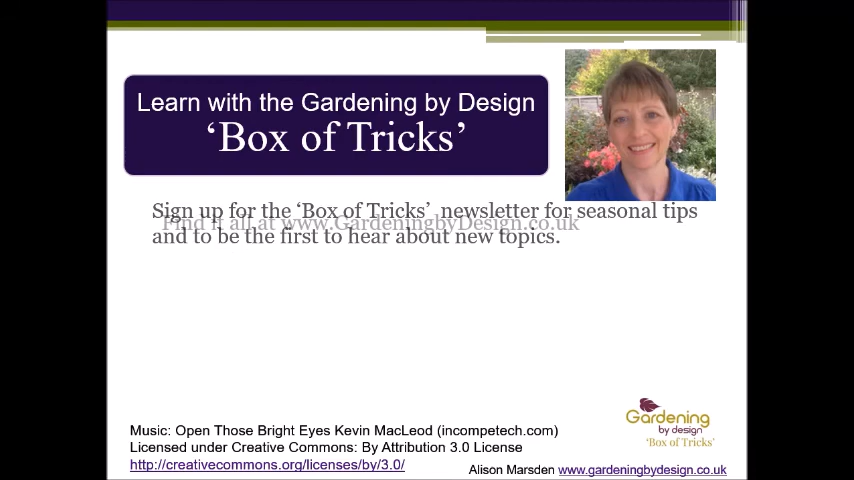 Learn with the Gardening by Design
‘Box of Tricks’
Sign up for the ‘Box of Tricks’ newsletter for seasonal tips
Find it all at www.GardeningbyDesign.co.uk
and to be the first to hear about new topics.
Gardening
by design
‘Box of Tricks’
Music: Open Those Bright Eyes Kevin MacLeod (incompetech.com)
Licensed under Creative Commons: By Attribution 3.0 License
http://creativecommons.org/licenses/by/3.0/
Alison Marsden www.gardeningbydesign.co.uk